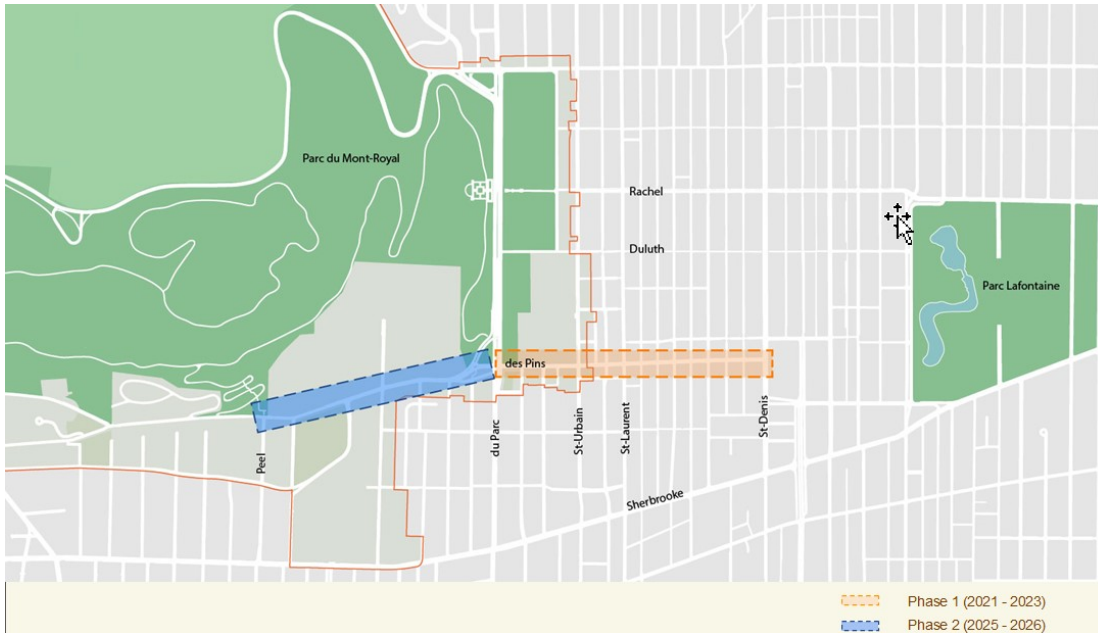 Parc du Mont-Royal
Rachel
Duluth
Parc Lafontaine
des Pins
Peel
du Parc
St-Urbain
St-Laurent
St-Denis
Sherbrooke
Phase 1 (2021 - 2023)
Phase 2 (2025 - 2026)